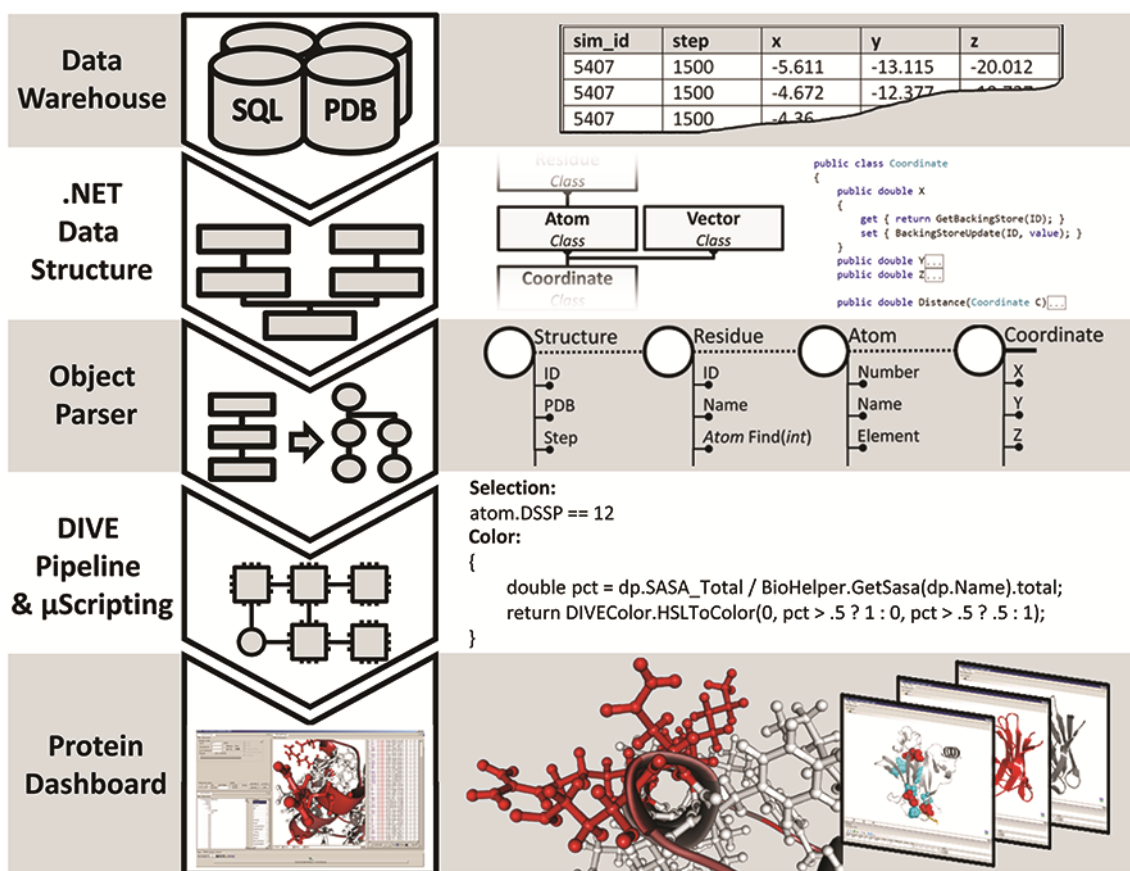 Data
Warehouse
SQL PDB
sim_id step x y z
5407 1500 -5.611 -13.115 -20.012
5407 1500 -4.672 -12.377
5407 1500 -4.36
.NET
Data
Structure
Residue
Class
Atom
Class
Vector
Class
Coordinate
Class
public class Coordinate
{
public double X
{
get { return GetBackingStore(ID); }
set { BackingStoreUpdate(ID, value); }
}
public double Y...
public double Z...
public double Distance(Coordinate C)...
Object
Parser
Structure Residue Atom Coordinate
ID ID Number X
PDB Name Name Y
Step Atom Find(int) Element Z
DIVE
Pipeline
& μScripting
Selection:
atom.DSSP == 12
Color:
{
double pct = dp.SASA_Total / BioHelper.GetSasa(dp.Name).total;
return DIVEColor.HSLToColor(0, pct > .5 ? 1 : 0, pct > .5 ? .5 : 1);
}
Protein
Dashboard